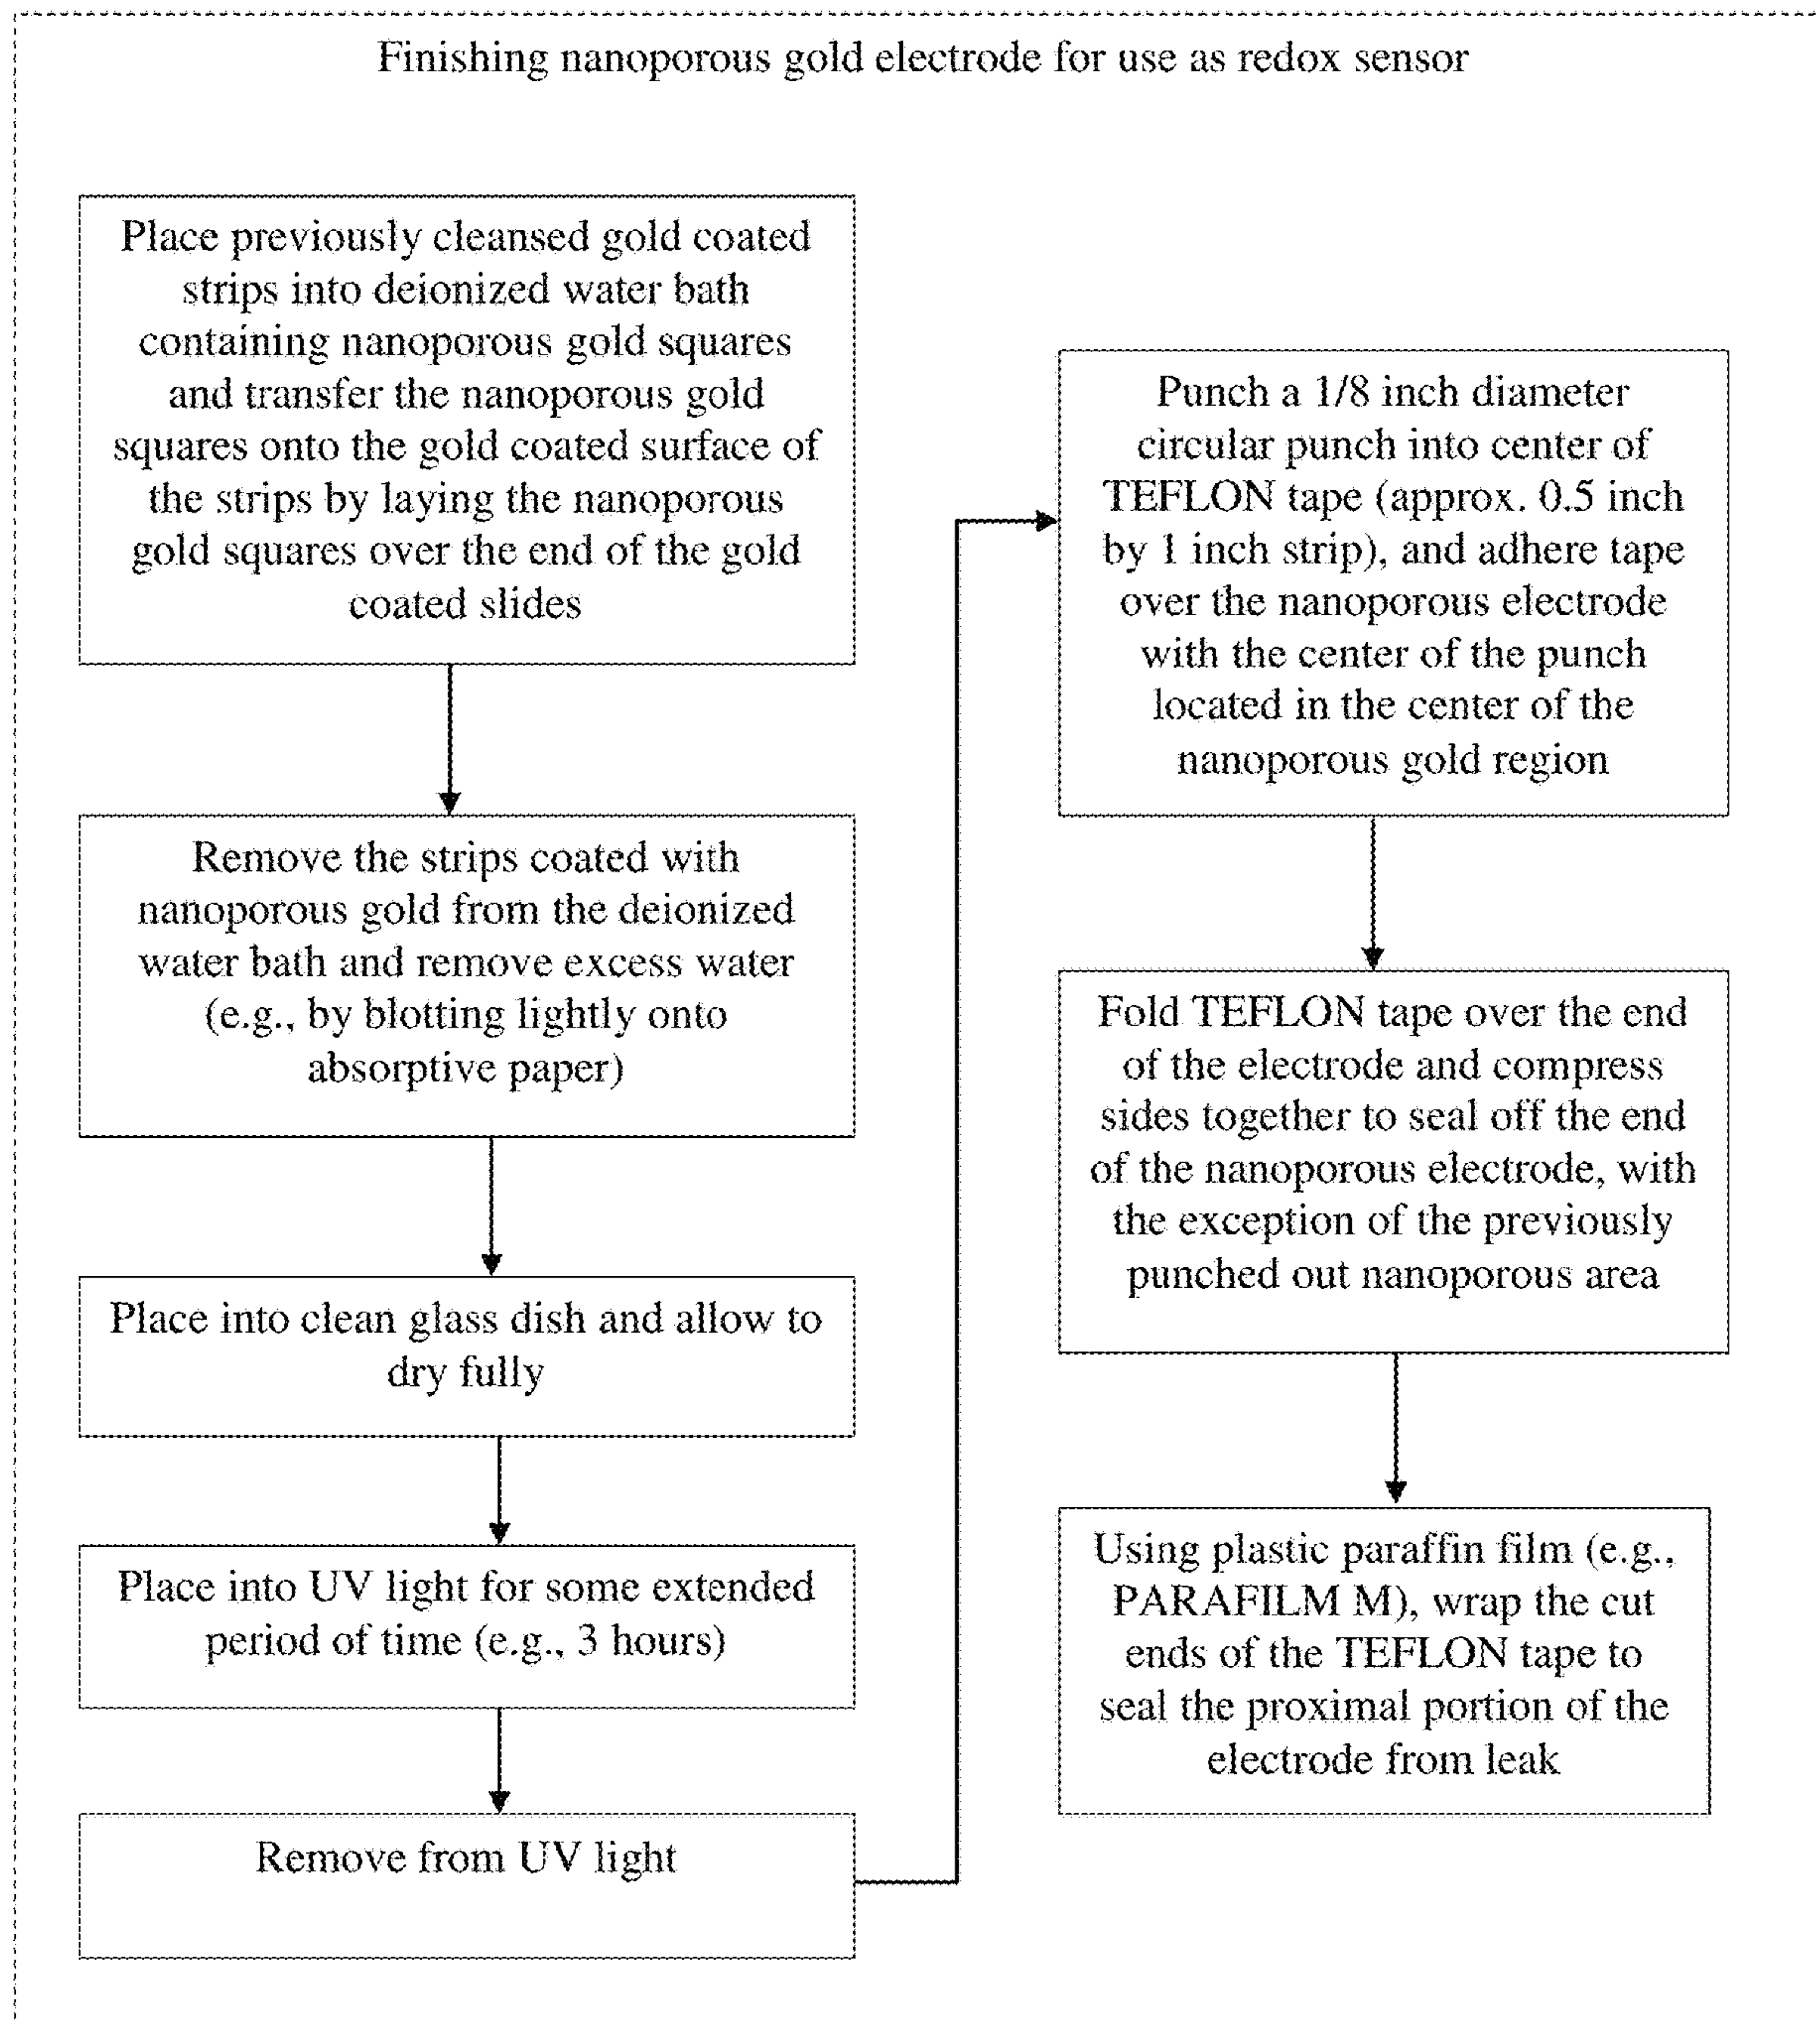 Finishing nanoporous gold electrode for use as redox sensor
Place previously cleansed gold coated
strips into deionized water bath
containing nanoporous gold squares
and transfer the nanoporous gold
squares onto the gold coated surface of
the strips by laying the nanoporous
gold squares over the end of the gold
coated slides
Remove the strips coated with
nanoporous gold from the deionized
water bath and remove excess water
(e.g., by blotting lightly onto
absorptive paper)
Place into clean glass dish and allow to
dry fully
Place into UV light for some extended
period of time (e.g., 3 hours)
Remove from UV light
Punch a 1/8 inch diameter
circular punch into center of
TEFLON tape (approx. 0.5 inch
by 1 inch strip), and adhere tape
over the nanoporous electrode
with the center of the punch
located in the center of the
nanoporous gold region
Fold TEFLON tape over the end
of the electrode and compress
sides together to seal off the end
of the nanoporous electrode, with
the exception of the previously
punched out nanoporous area
Using plastic paraffin film (e.g.,
PARAFILM M), wrap the cut
ends of the TEFLON tape to
seal the proximal portion of the
electrode from leak